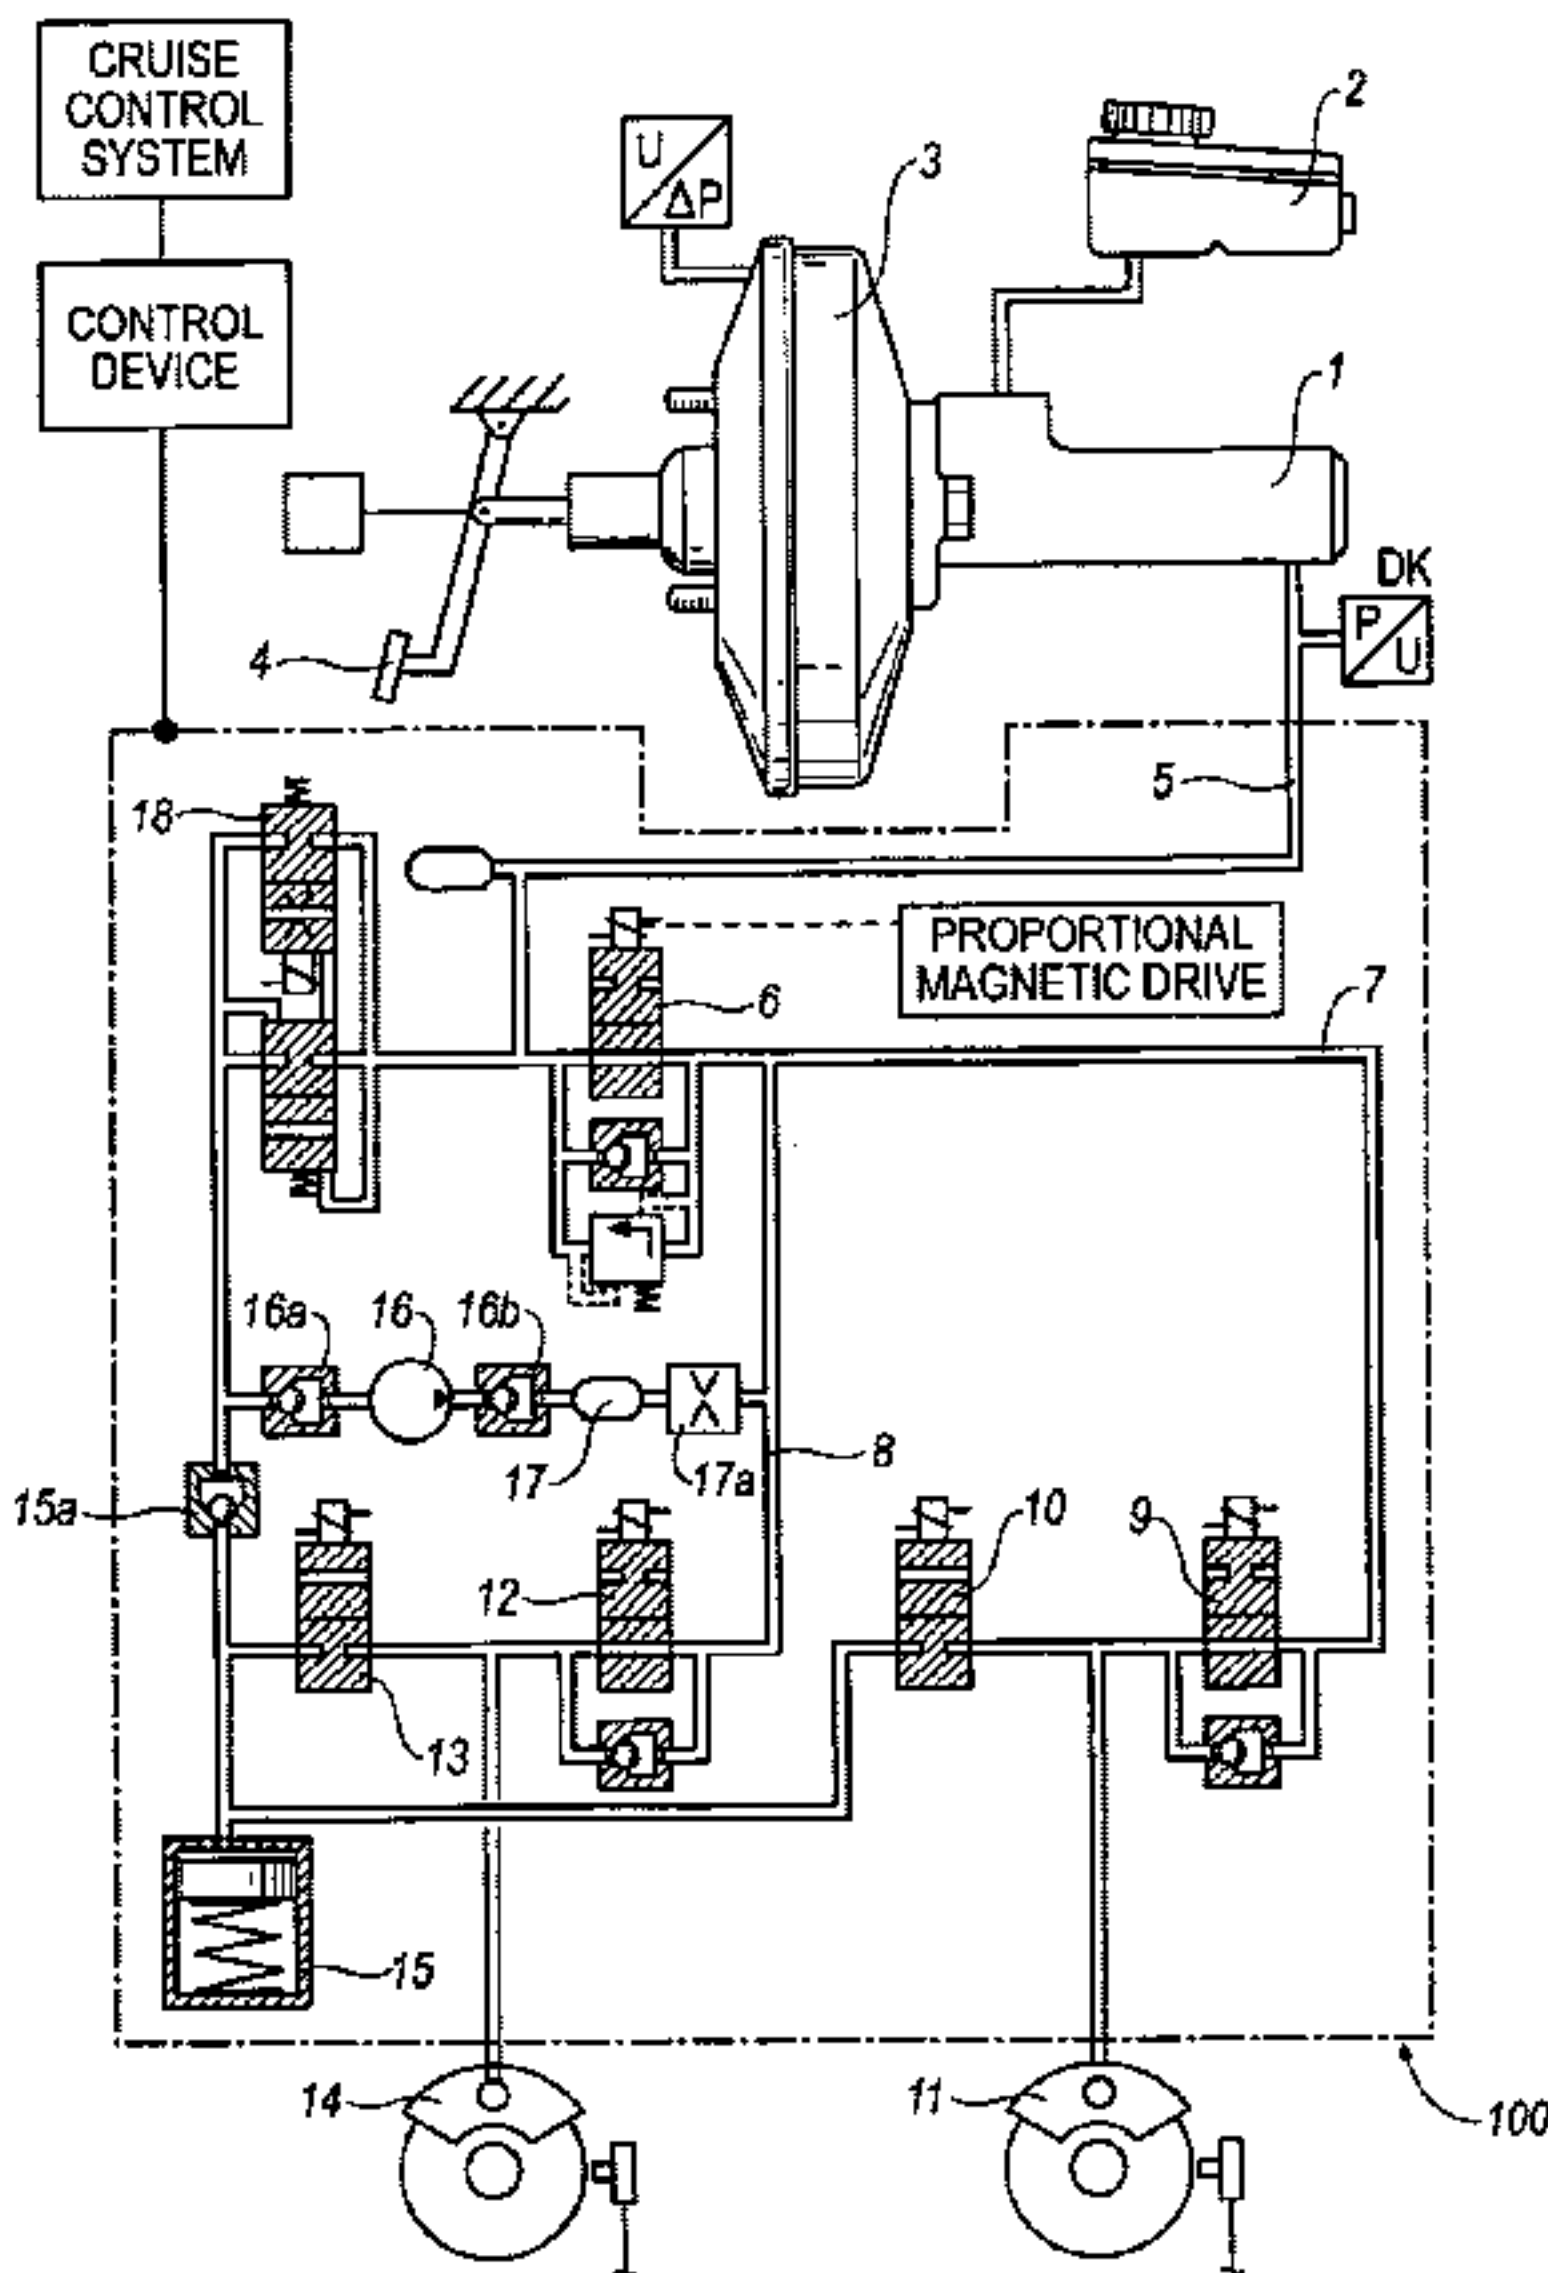 CRUISE
CONTROL
SYSTEM
CONTROL
DEVICE
U
ΔP
2
3
1
DK
P
U
4
5
18
PROPORTIONAL
MAGNETIC DRIVE
6
7
16a
16
16b
17
17a
8
15a
10
9
12
13
15
14
11
100